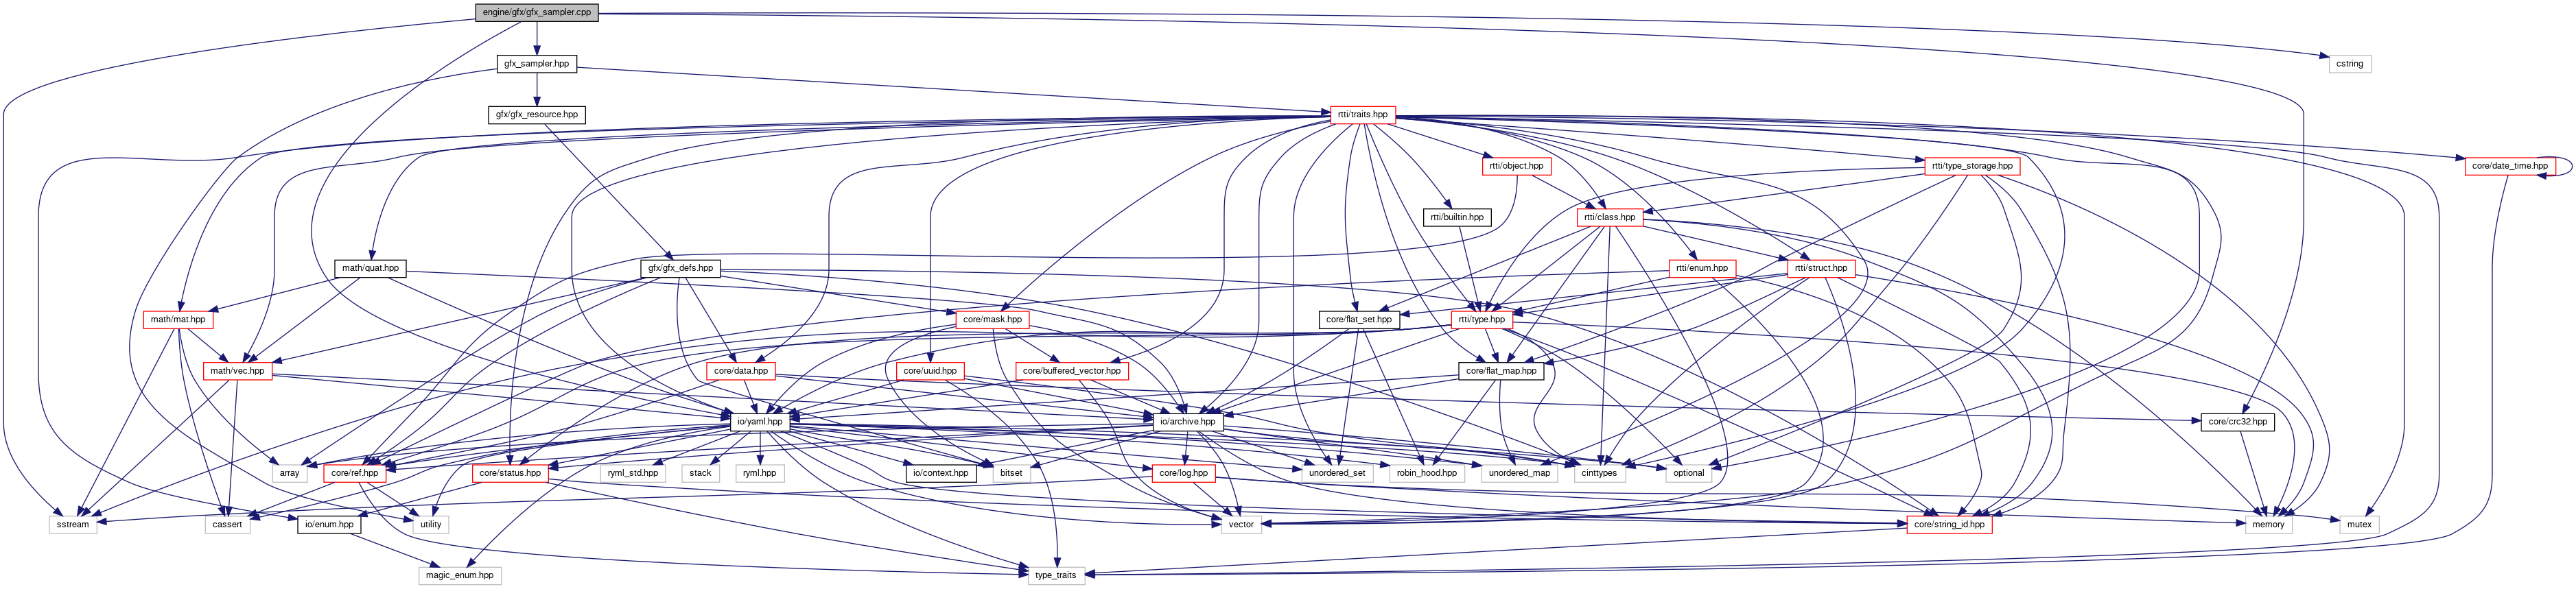 engine/gfx/gfx_sampler.cpp
gfx_sampler.hpp
cstring
gfx/gfx_resource.hpp
rtti/traits.hpp
rtti/object.hpp
rtti/type_storage.hpp
core/date_time.hpp
rtti/builtin.hpp
rtti/class.hpp
math/quat.hpp
gfx/gfx_defs.hpp
rtti/enum.hpp
rtti/struct.hpp
math/mat.hpp
core/mask.hpp
core/flat_set.hpp
rtti/type.hpp
math/vec.hpp
core/data.hpp
core/uuid.hpp
core/buffered_vector.hpp
core/flat_map.hpp
io/yaml.hpp
io/archive.hpp
core/crc32.hpp
array
core/ref.hpp
core/status.hpp
ryml_std.hpp
stack
ryml.hpp
io/context.hpp
bitset
core/log.hpp
unordered_set
robin_hood.hpp
unordered_map
cinttypes
optional
sstream
cassert
io/enum.hpp
utility
vector
core/string_id.hpp
memory
mutex
magic_enum.hpp
type_traits